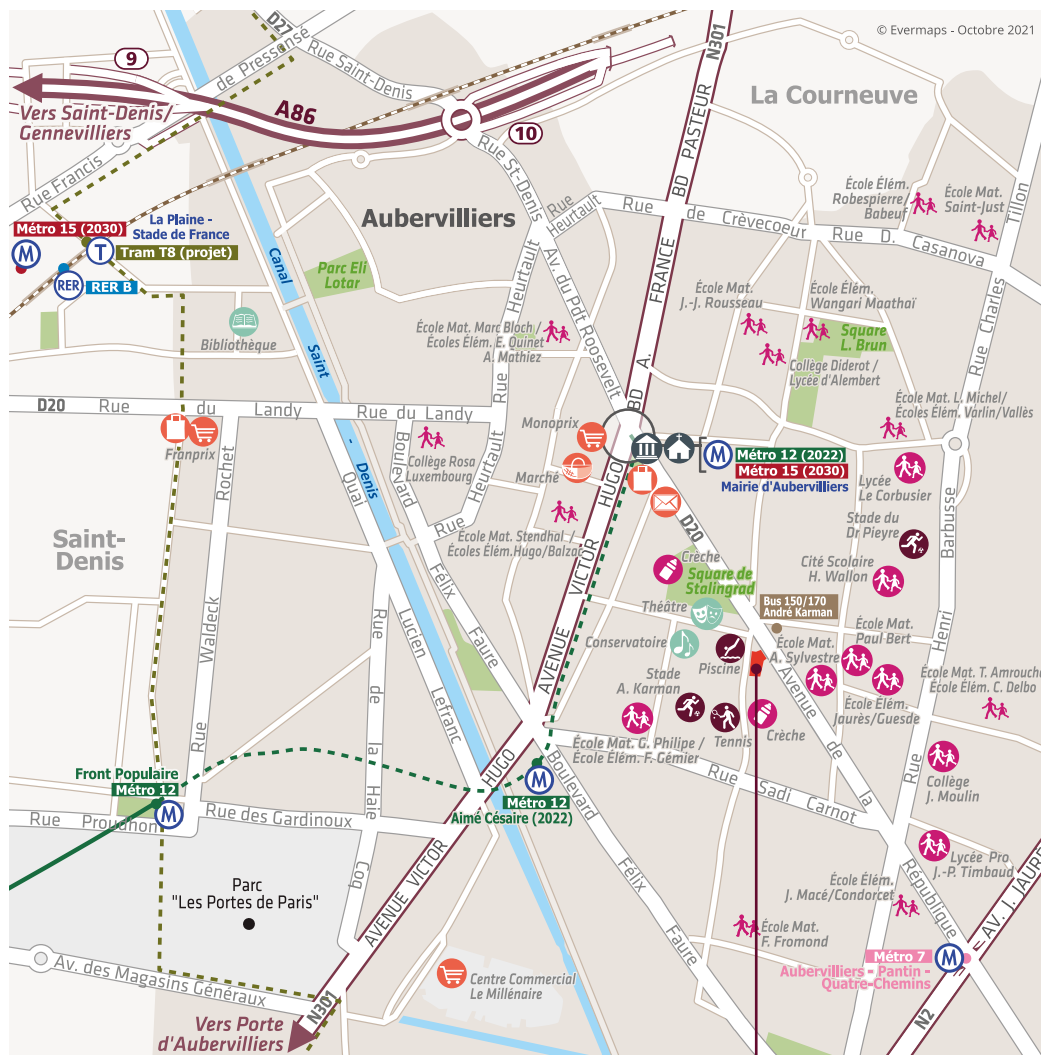 © Evermaps - Octobre 2021
D27
Rue Saint-Denis
de Pressensé
Rue Francis
9
A86
10
Vers Saint-Denis/
Gennevilliers
La Courneuve
N301
BD PASTEUR
Rue St-Denis
Rue
Heurtault
Rue de Crèvecoeur
Rue D. Casanova
Tillon
Rue Charles
École Élém.
Robespierre
Babeuf
École Mat.
Saint-Just
Aubervilliers
Métro 15 (2030)
M
La Plaine -
Stade de France
T
Tram T8 (projet)
RER
RER B
Canal
Saint
-
Denis
Parc Eli
Lotar
Bibliothèque
Rue Heurtault
Av. du Pdt Roosevelt
BD A. FRANCE
École Mat.
J.-J. Rousseau
École Élém.
Wangari Maathaï
Square
L. Brun
École Mat. Marc Bloch /
Écoles Élém. E. Quinet
A. Mathiez
Collège Diderot /
Lycée d'Alembert
École Mat. L. Michel/
Écoles Élém. Varlin/Vallès
D20
Rue du Landy
Rue du Landy
Franprix
Rue Waldeck Rochet
Boulevard
Félix
Faure
Collège Rosa
Luxembourg
Rue Heurtault
Monoprix
Marché
M
Métro 12 (2022)
Métro 15 (2030)
Mairie d'Aubervilliers
Lycée
Le Corbusier
Stade du
Dr Pieyre
Saint-
Denis
Quai
Lucien
Lefranc
École Mat. Stendhal /
Écoles Élém.Hugo/Balzac
AVENUE VICTOR HUGO
D20
Crèche
Square de
Stalingrad
Théâtre
Conservatoire
Piscine
Bus 150/170
André Karman
Cité Scolaire
H. Wallon
École Mat.
Paul Bert
École Mat.
A. Sylvestre
Rue Henri Barbusse
École Mat. T. Amrouche
École Élém. C. Delbo
Stade
A. Karman
Tennis
Crèche
École Élém.
Jaurès/Guesde
Avenue de la République
École Mat. G. Philipe /
École Élém. F. Gémier
Rue Sadi Carnot
Collège
J. Moulin
Rue de la Haie Coq
Front Populaire
Métro 12
M
Rue Proudhon
Rue des Gardinoux
M
Métro 12
Aimé Césaire (2022)
AVENUE VICTOR HUGO
Boulevard
Félix
Faure
Lycée Pro
J.-P. Timbaud
École Élém.
J. Macé/Condorcet
École Mat.
F. Fromond
Parc
"Les Portes de Paris"
Av. des Magasins Généraux
N301
Vers Porte
d'Aubervilliers
Centre Commercial
Le Millénaire
Métro 7
M
Aubervilliers - Pantin -
Quatre-Chemins
AV. J. JAURÈS
N2